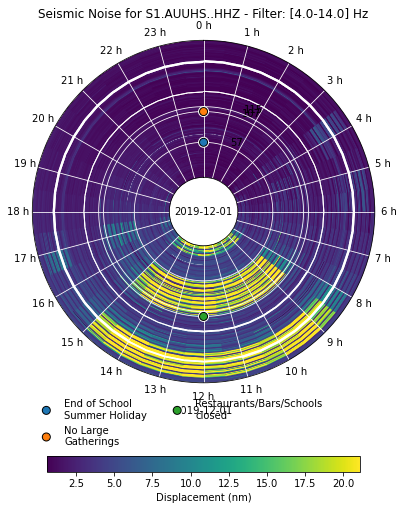 Seismic Noise for S1.AUUHS..HHZ - Filter: [4.0-14.0] Hz
0 h
23 h
1 h
22 h
2 h
21 h
3 h
20 h
4 h
19 h
5 h
57
2019-12-01
18 h
6 h
17 h
7 h
16 h
8 h
15 h
9 h
14 h
10 h
13 h
11 h
12 h
2019-12-01
End of School
Summer Holiday
Restaurants/Bars/Schools
closed
No Large
Gatherings
2.5 5.0 7.5 10.0 12.5 15.0 17.5 20.0
Displacement (nm)